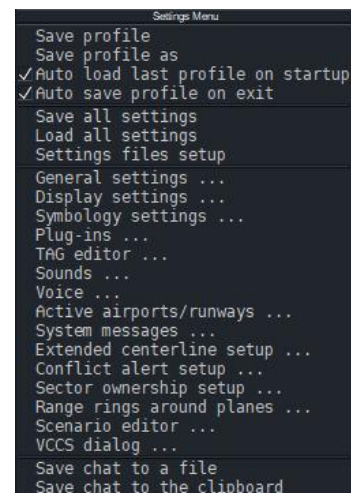 Settings Menu
Save profile
Save profile as
✓Auto load last profile on startup
✓Auto save profile on exit
Save all settings
Load all settings
Settings files setup
General settings ...
Display settings ...
Symbology settings ...
Plug-ins ...
TAG editor ...
Sounds ...
Voice ...
Active airports/runways ...
System messages ...
Extended centerline setup ...
Conflict alert setup ...
Sector ownership setup ...
Range rings around planes ...
Scenario editor ...
VCCS dialog ...
Save chat to a file
Save chat to the clipboard